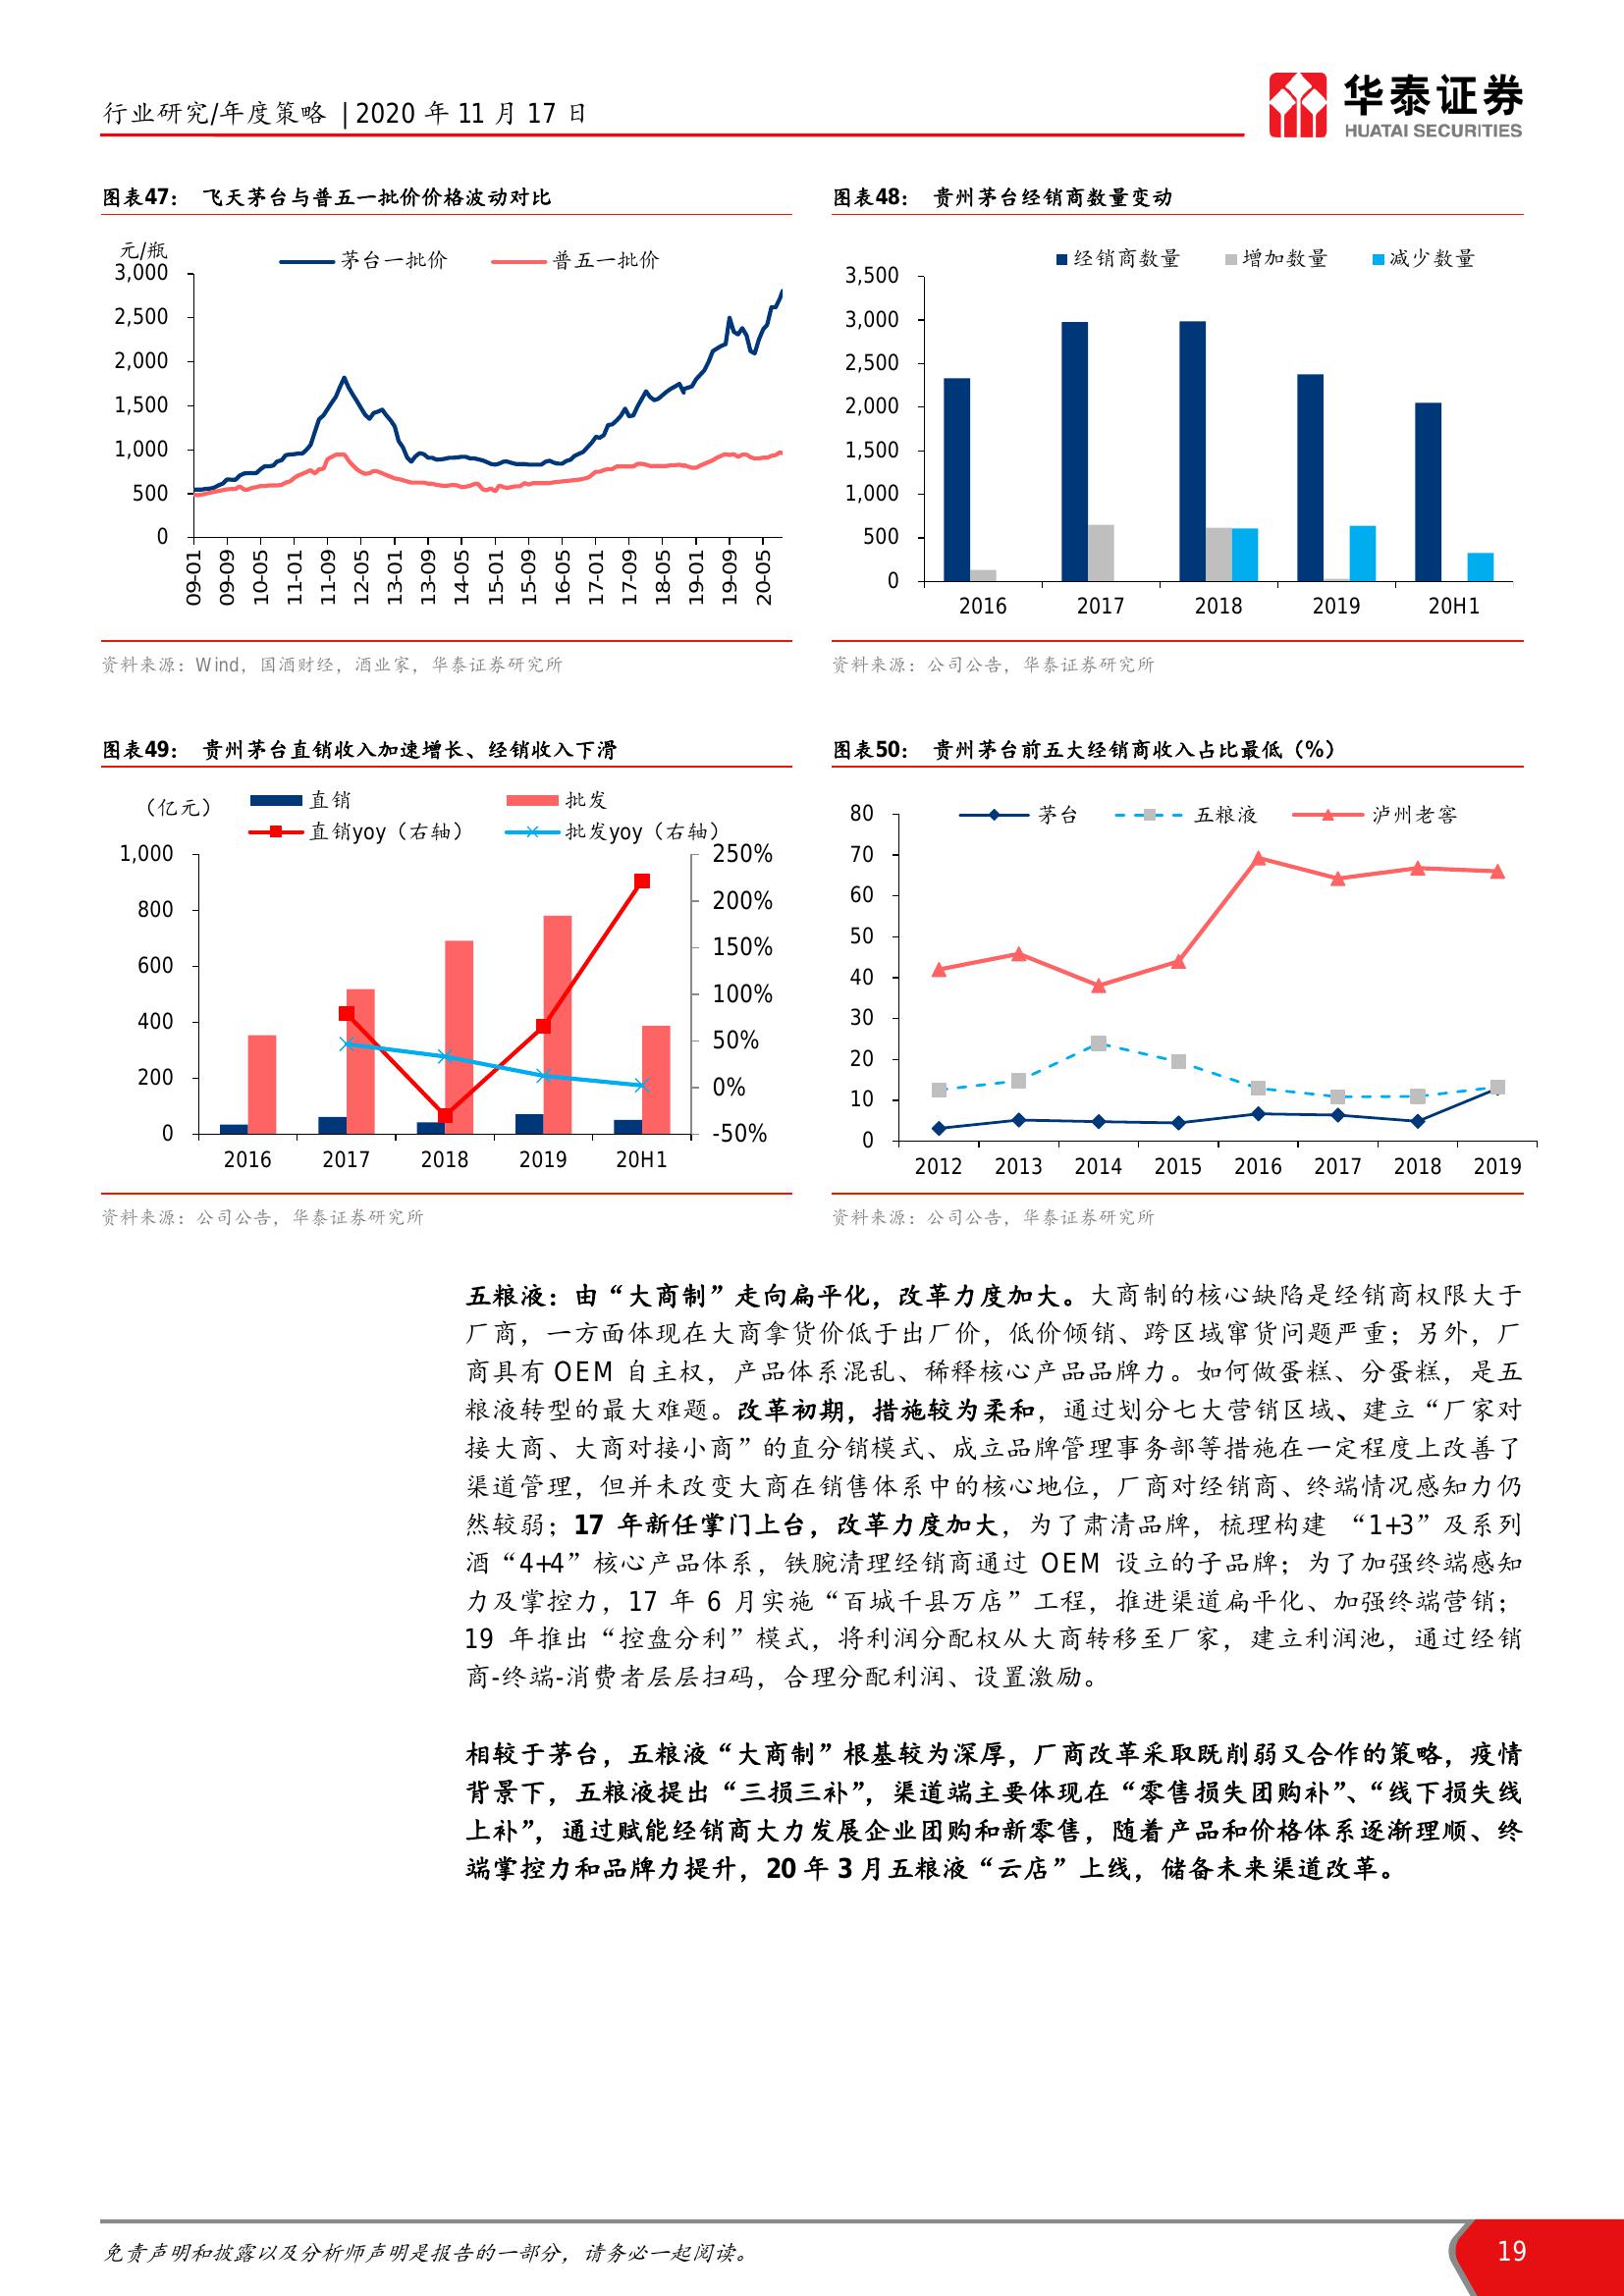 行业研究/年度策略 | 2020 年 11 月 17 日
华泰证券
HUATAI SECURITIES
图表47： 飞天茅台与普五一批价价格波动对比
元/瓶
茅台一批价 普五一批价
3,000
2,500
2,000
1,500
1,000
500
0
09-01 09-09 10-05 11-01 11-09 12-05 13-01 13-09 14-05 15-01 15-09 16-05 17-01 17-09 18-05 19-01 19-09 20-05
资料来源：Wind，国酒财经，酒业家，华泰证券研究所
图表48： 贵州茅台经销商数量变动
经销商数量 增加数量 减少数量
3,500
3,000
2,500
2,000
1,500
1,000
500
0
2016 2017 2018 2019 20H1
资料来源：公司公告，华泰证券研究所
图表49： 贵州茅台直销收入加速增长、经销收入下滑
（亿元）
直销 批发
直销yoy（右轴） 批发yoy（右轴）
1,000
800
600
400
200
0
250%
200%
150%
100%
50%
0%
-50%
2016 2017 2018 2019 20H1
资料来源：公司公告，华泰证券研究所
图表50： 贵州茅台前五大经销商收入占比最低（%）
茅台 五粮液 泸州老窖
80
70
60
50
40
30
20
10
0
2012 2013 2014 2015 2016 2017 2018 2019
资料来源：公司公告，华泰证券研究所
五粮液：由“大商制”走向扁平化，改革力度加大。大商制的核心缺陷是经销商权限大于
厂商，一方面体现在大商拿货价低于出厂价，低价倾销、跨区域窜货问题严重；另外，厂
商具有 OEM 自主权，产品体系混乱、稀释核心产品品牌力。如何做蛋糕、分蛋糕，是五
粮液转型的最大难题。改革初期，措施较为柔和，通过划分七大营销区域、建立“厂家对
接大商、大商对接小商”的直分销模式、成立品牌管理事务部等措施在一定程度上改善了
渠道管理，但并未改变大商在销售体系中的核心地位，厂商对经销商、终端情况感知力仍
然较弱；17 年新任掌门上台，改革力度加大，为了肃清品牌，梳理构建 “1+3”及系列
酒“4+4”核心产品体系，铁腕清理经销商通过 OEM 设立的子品牌；为了加强终端感知
力及掌控力，17 年 6 月实施“百城千县万店”工程，推进渠道扁平化、加强终端营销；
19 年推出“控盘分利”模式，将利润分配权从大商转移至厂家，建立利润池，通过经销
商-终端-消费者层层扫码，合理分配利润、设置激励。
相较于茅台，五粮液“大商制”根基较为深厚，厂商改革采取既削弱又合作的策略，疫情
背景下，五粮液提出“三损三补”，渠道端主要体现在“零售损失团购补”、“线下损失线
上补”，通过赋能经销商大力发展企业团购和新零售，随着产品和价格体系逐渐理顺、终
端掌控力和品牌力提升，20 年 3 月五粮液“云店”上线，储备未来渠道改革。
免责声明和披露以及分析师声明是报告的一部分，请务必一起阅读。
19